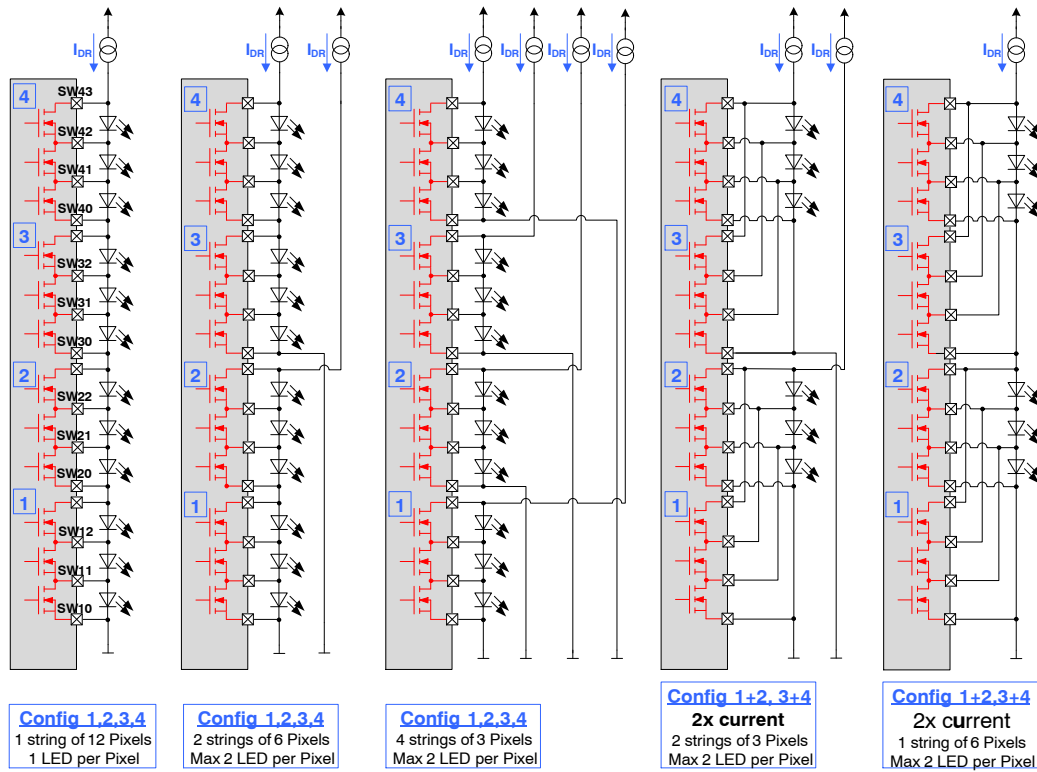 IDR
IDR
IDR
IDR
IDR
IDR
IDR
IDR
IDR
IDR
4
SW43
SW42
SW41
SW40
3
SW32
SW31
SW30
2
SW22
SW21
SW20
1
SW12
SW11
SW10
4
3
2
1
4
3
2
1
4
3
2
1
4
3
2
1
Config 1,2,3,4
1 string of 12 Pixels
1 LED per Pixel
Config 1,2,3,4
2 strings of 6 Pixels
Max 2 LED per Pixel
Config 1,2,3,4
4 strings of 3 Pixels
Max 2 LED per Pixel
Config 1+2, 3+4
2x current
2 strings of 3 Pixels
Max 2 LED per Pixel
Config 1+2,3+4
2x current
1 string of 6 Pixels
Max 2 LED per Pixel